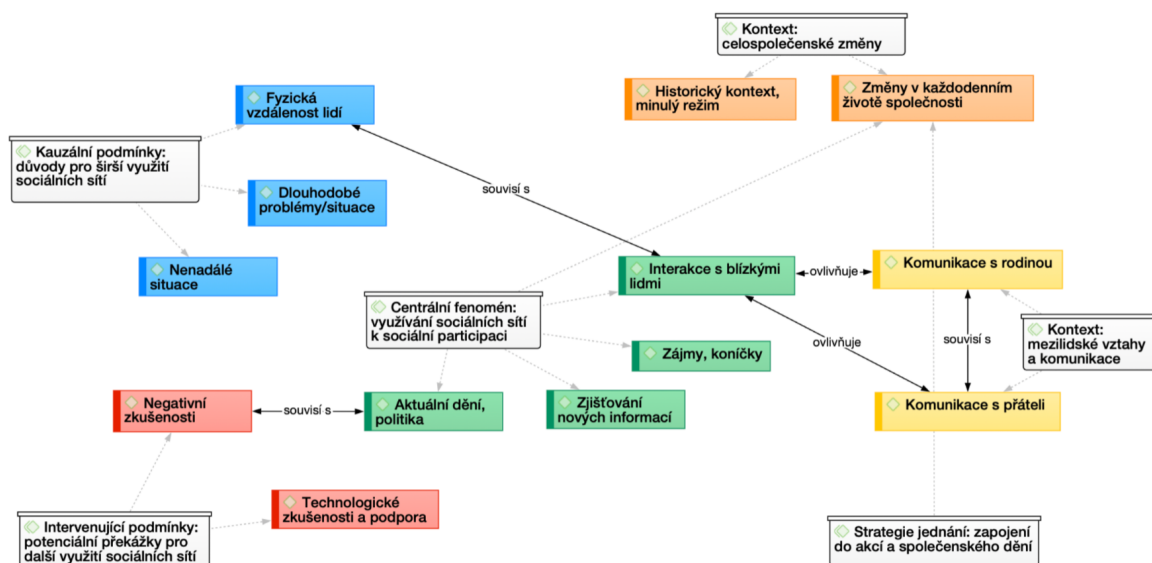 Kontext:
celospolečenské změny
Historický kontext,
minulý režim
Změny v každodenním
životě společnosti
Fyzická
vzdálenost lidí
Kauzální podmínky:
důvody pro širší využití
sociálních sítí
Dlouhodobé
problémy/situace
souvisí s
Nenadálé
situace
Interakce s blízkými
lidmi
ovlivňuje
Komunikace s rodinou
Centrální fenomén:
využívání sociálních sítí
k sociální participaci
Kontext:
mezilidské vztahy
a komunikace
ovlivňuje
souvisí s
Zájmy, koníčky
Negativní
zkušenosti
souvisí s
Aktuální dění,
politika
Zjišťování
nových informací
Komunikace s přáteli
Technologické
zkušenosti a podpora
Intervenující podmínky:
potenciální překážky pro
další využití sociálních sítí
Strategie jednání: zapojení
do akcí a společenského dění